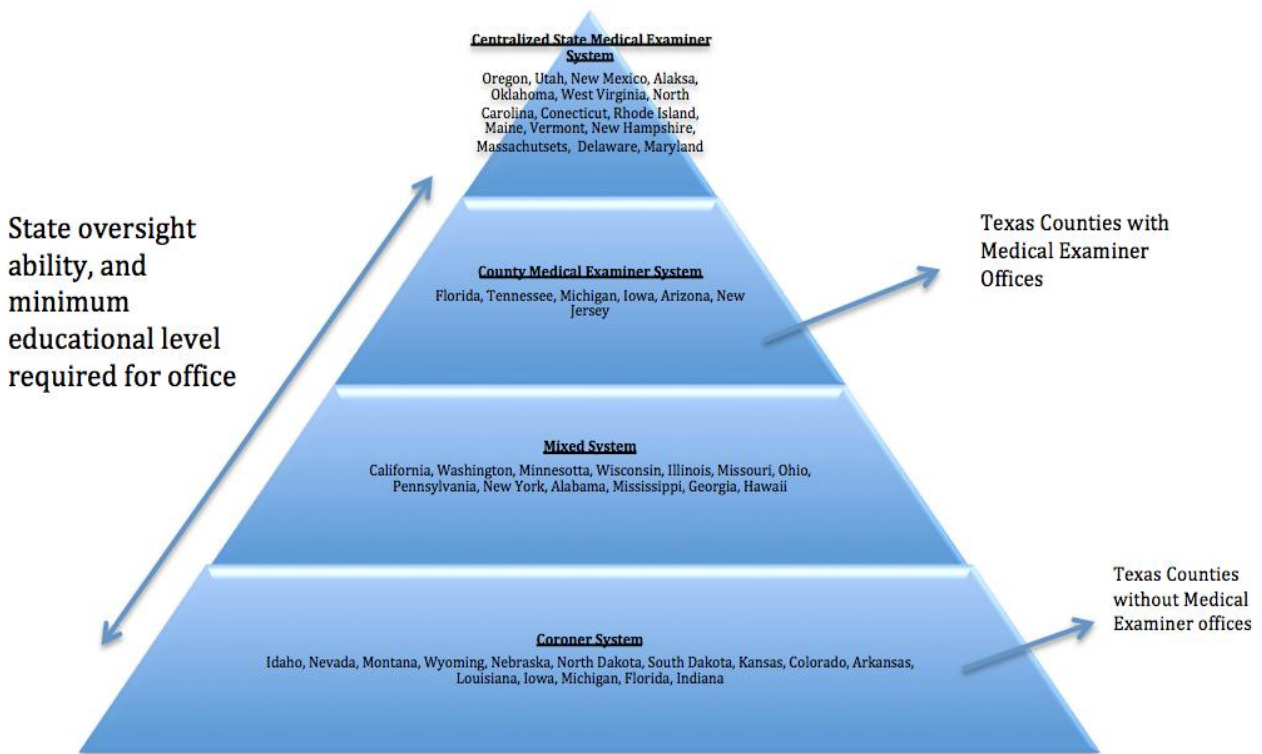 Centralized State Medical Examiner
System
Oregon, Utah, New Mexico, Alaksa,
Oklahoma, West Virginia, North
Carolina, Conecticut, Rhode Island,
Maine, Vermont, New Hampshire,
Massachutsets, Delaware, Maryland
State oversight
ability, and
minimum
educational level
required for office
Texas Counties with
Medical Examiner
Offices
County Medical Examiner System
Florida, Tennessee, Michigan, Iowa, Arizona, New
Jersey
Mixed System
California, Washington, Minnesotta, Wisconsin, Illinois, Missouri, Ohio,
Pennsylvania, New York, Alabama, Mississippi, Georgia, Hawaii
Texas Counties
without Medical
Examiner offices
Coroner System
Idaho, Nevada, Montana, Wyoming, Nebraska, North Dakota, South Dakota, Kansas, Colorado, Arkansas,
Louisiana, Iowa, Michigan, Florida, Indiana